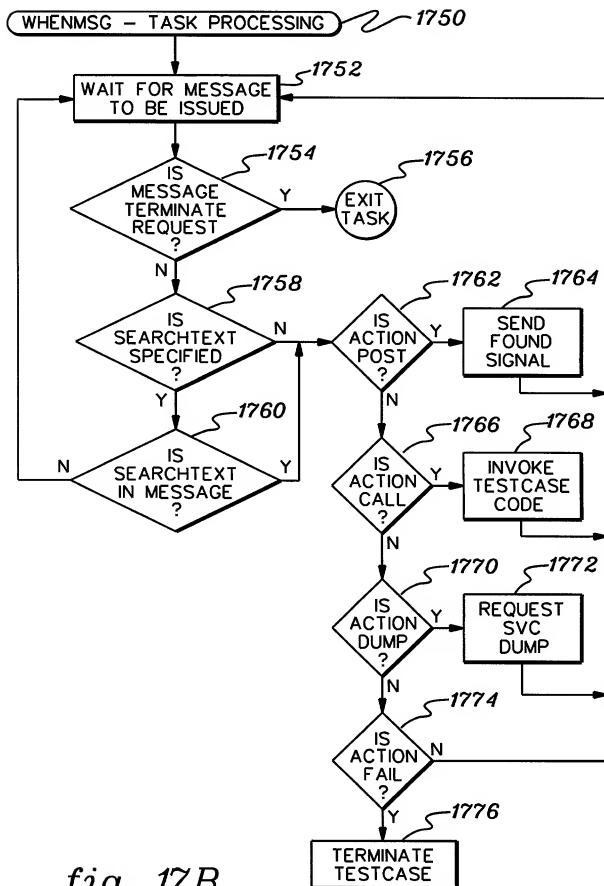 WHENMSG - TASK PROCESSING
1750
1752
WAIT FOR MESSAGE
TO BE ISSUED
1754
IS
MESSAGE
TERMINATE
REQUEST
?
Y
N
1756
EXIT
TASK
1758
IS
SEARCHTEXT
SPECIFIED
?
N
Y
1760
IS
SEARCHTEXT
IN MESSAGE
?
N
Y
1762
IS
ACTION
POST
?
Y
N
1764
SEND
FOUND
SIGNAL
1766
IS
ACTION
CALL
?
Y
N
1768
INVOKE
TESTCASE
CODE
1770
IS
ACTION
DUMP
?
Y
N
1772
REQUEST
SVC
DUMP
1774
IS
ACTION
FAIL
?
N
Y
1776
TERMINATE
TESTCASE
fig. 17B